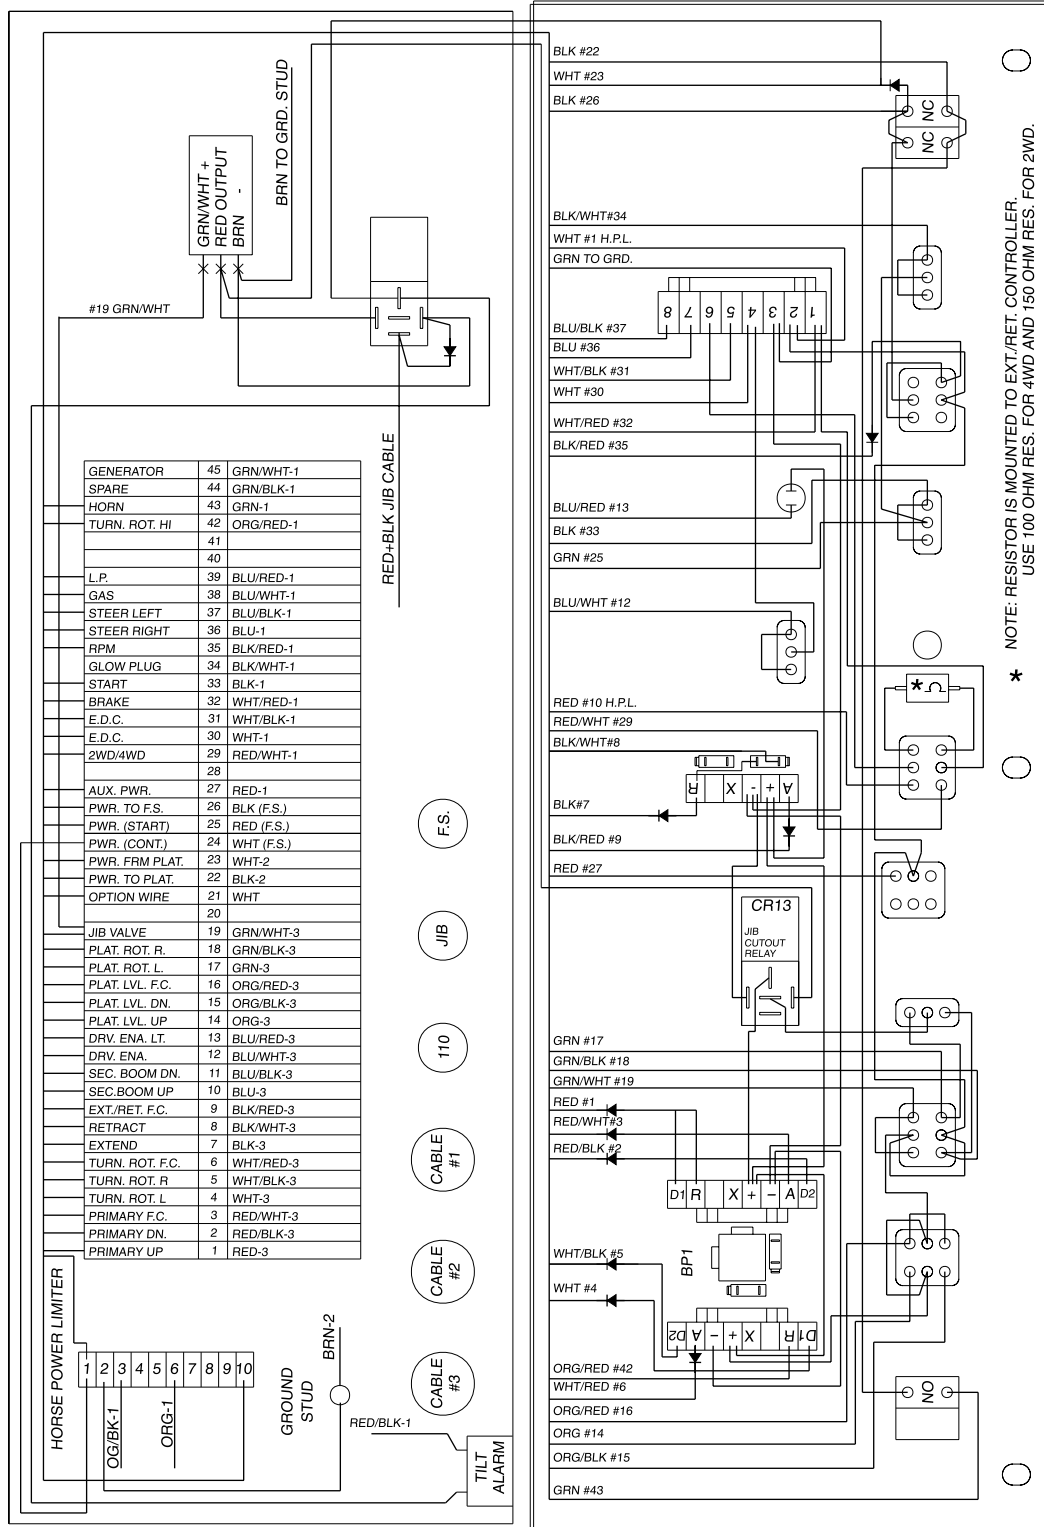 GRN/WHT +
RED OUTPUT
BRN -
BRN TO GRD. STUD
#19 GRN/WHT
RED+BLK JIB CABLE
GENERATOR 45 GRN/WHT-1
SPARE 44 GRN/BLK-1
HORN 43 GRN-1
TURN. ROT. HI 42 ORG/RED-1
41
40
L.P. 39 BLU/RED-1
GAS 38 BLU/WHT-1
STEER LEFT 37 BLU/BLK-1
STEER RIGHT 36 BLU-1
RPM 35 BLK/RED-1
GLOW PLUG 34 BLK/WHT-1
START 33 BLK-1
BRAKE 32 WHT/RED-1
E.D.C. 31 WHT/BLK-1
E.D.C. 30 WHT-1
2WD/4WD 29 RED/WHT-1
28
AUX. PWR. 27 RED-1
PWR. TO F.S. 26 BLK (F.S.)
PWR. (START) 25 RED (F.S.)
PWR. (CONT.) 24 WHT (F.S.)
PWR. FRM PLAT. 23 WHT-2
PWR. TO PLAT. 22 BLK-2
OPTION WIRE 21 WHT
20
JIB VALVE 19 GRN/WHT-3
PLAT. ROT. R. 18 GRN/BLK-3
PLAT. ROT. L. 17 GRN-3
PLAT. LVL. F.C. 16 ORG/RED-3
PLAT. LVL. DN. 15 ORG/BLK-3
PLAT. LVL. UP 14 ORG-3
DRV. ENA. LT. 13 BLU/RED-3
DRV. ENA. 12 BLU/WHT-3
SEC. BOOM DN. 11 BLU/BLK-3
SEC.BOOM UP 10 BLU-3
EXT./RET. F.C. 9 BLK/RED-3
RETRACT 8 BLK/WHT-3
EXTEND 7 BLK-3
TURN. ROT. F.C. 6 WHT/RED-3
TURN. ROT. R 5 WHT/BLK-3
TURN. ROT. L 4 WHT-3
PRIMARY F.C. 3 RED/WHT-3
PRIMARY DN. 2 RED/BLK-3
PRIMARY UP 1 RED-3
F.S.
JIB
110
CABLE #1
CABLE #2
CABLE #3
HORSE POWER LIMITER
1 2 3 4 5 6 7 8 9 10
OG/BK-1
ORG-1
GROUND STUD
BRN-2
RED/BLK-1
TILT ALARM
BLK #22
WHT #23
BLK #26
NC NC
BLK/WHT#34
WHT #1 H.P.L.
GRN TO GRD.
8 7 6 5 4 3 2 1
BLU/BLK #37
BLU #36
WHT/BLK #31
WHT #30
WHT/RED #32
BLK/RED #35
BLU/RED #13
BLK #33
GRN #25
BLU/WHT #12
RED #10 H.P.L.
RED/WHT #29
BLK/WHT#8
* Ω
R X - + A
BLK#7
BLK/RED #9
RED #27
CR13
JIB
CUTOUT
RELAY
GRN #17
GRN/BLK #18
GRN/WHT #19
RED #1
RED/WHT#3
RED/BLK #2
D1 R X + − A D2
BP1
WHT/BLK #5
WHT #4
D2 A − + X R D1
ORG/RED #42
WHT/RED #6
ORG/RED #16
ORG #14
ORG/BLK #15
GRN #43
NO
* NOTE: RESISTOR IS MOUNTED TO EXT./RET. CONTROLLER.
USE 100 OHM RES. FOR 4WD AND 150 OHM RES. FOR 2WD.